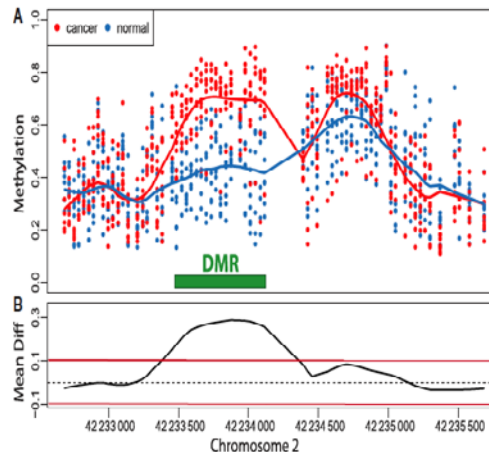 A
cancer normal
1.0
0.8
0.6
0.4
0.2
0.0
Methylation
DMR
B
0.3
0.1
-0.1
Mean Diff
42233000 42233500 42234000 42234500 42235000 42235500
Chromosome 2